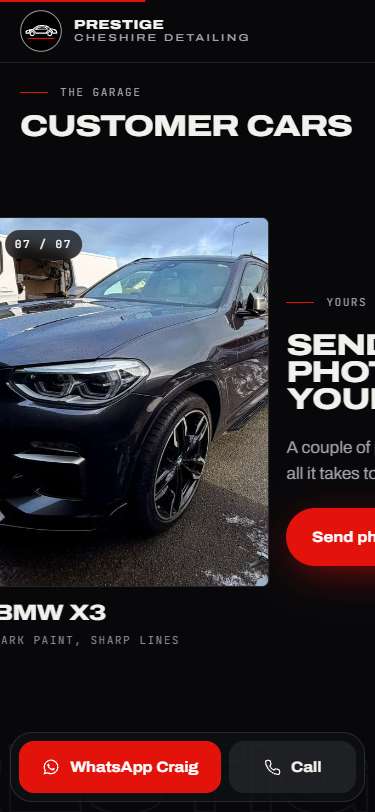 PRESTIGE
CHESHIRE DETAILING
THE GARAGE
CUSTOMER CARS
07 / 07
YOURS
SEND
PHOT
YOUR
A couple of
all it takes to
Send ph
BMW X3
ARK PAINT, SHARP LINES
WhatsApp Craig
Call